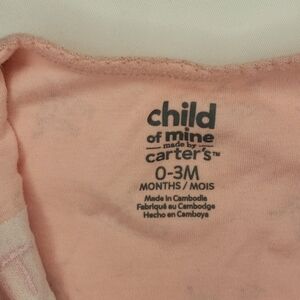 child
of mine
made by
carter's™
0-3M
MONTHS / MOIS
Made in Cambodia
Fabriqué au Cambodge
Hecho en Camboya